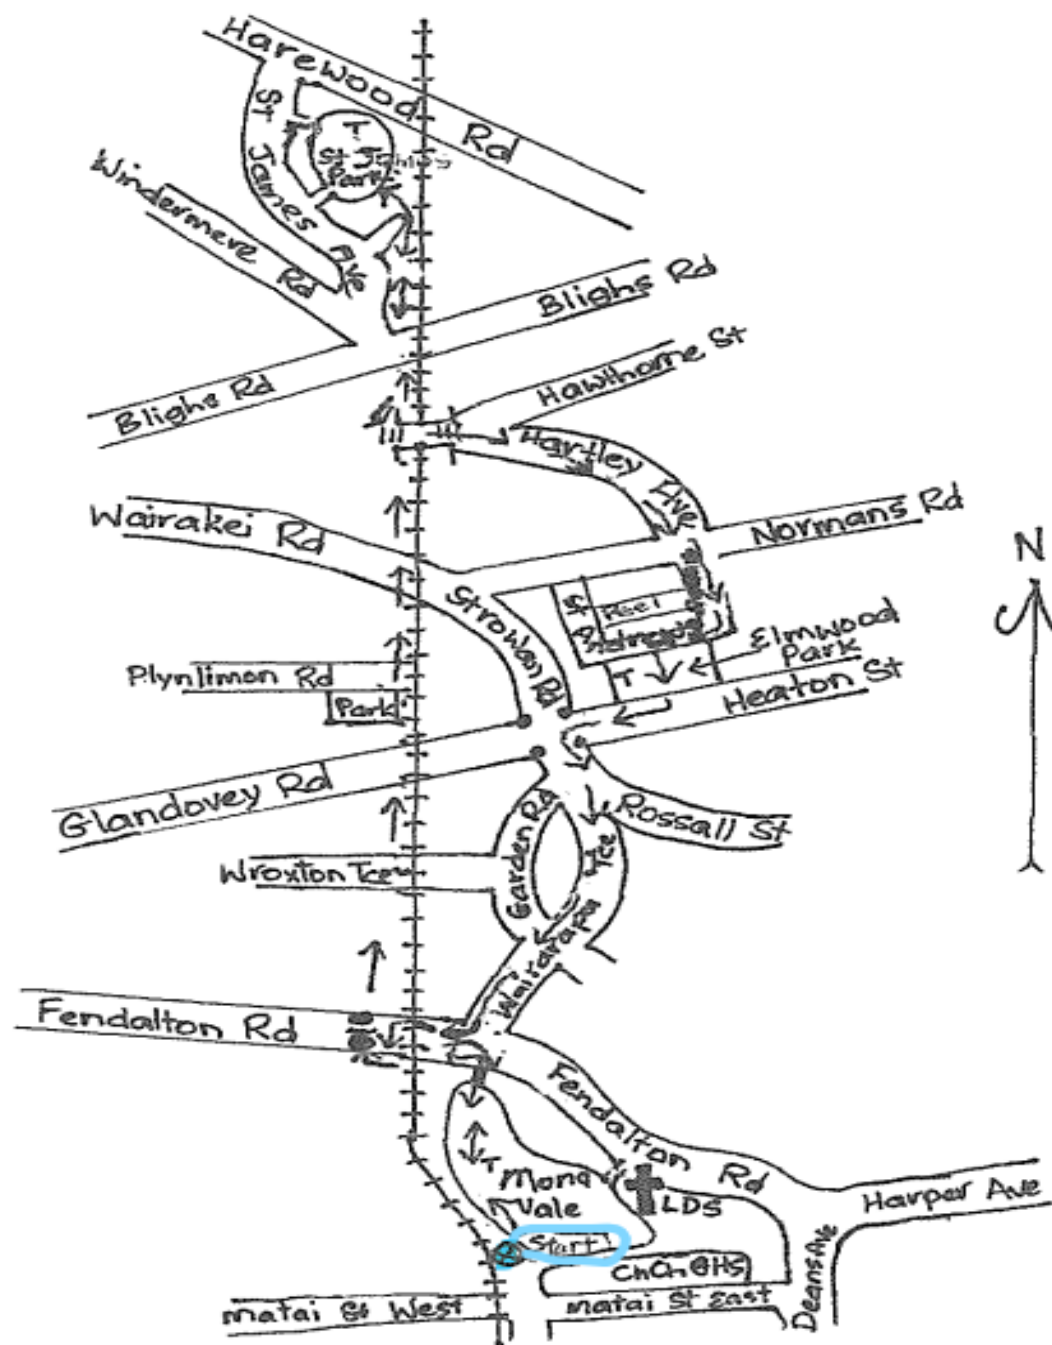 Harewood Rd
St James Ave
T
St James
Park
Windermere Rd
Blighs Rd
Blighs Rd
Hawthorne St
Hartley Ave
Wairakei Rd
Normans Rd
N
Strowan Rd
St
Andrews
Elmwood
Park
T
Plynlimon Rd
Park
Heaton St
Glandovey Rd
Rossall St
Garden Rd
Wroxton Tce
Wairarapa Tce
Fendalton Rd
Fendalton Rd
T
Mona
Vale
LDS
Harper Ave
Start
ChCh GHS
Deans Ave
Matai St West
Matai St East